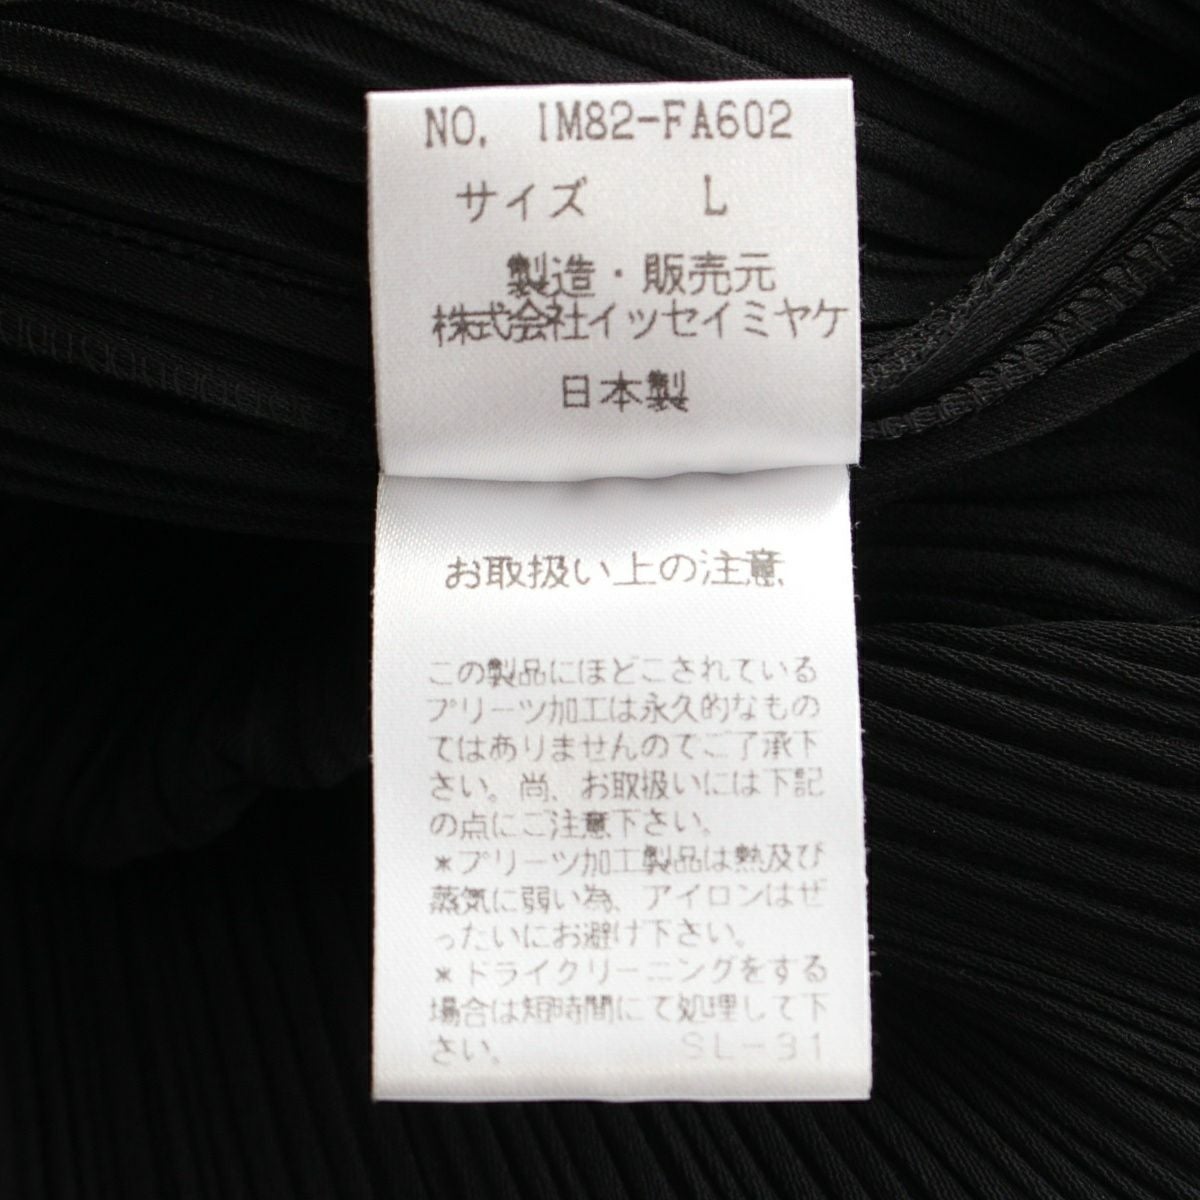 NO. IM82-FA602
サイズ L
製造・販売元
株式会社イッセイミヤケ
日本製
お取扱い上の注意
この製品にほどこされている
プリーツ加工は永久的なもの
ではありませんのでご了承下
さい。尚、お取扱いには下記
の点にご注意下さい。
*プリーツ加工製品は熱及び
蒸気に弱い為、アイロンはぜ
ったいにお避け下さい。
*ドライクリーニングをする
場合は短時間にて処理して下
さい。 SL-31